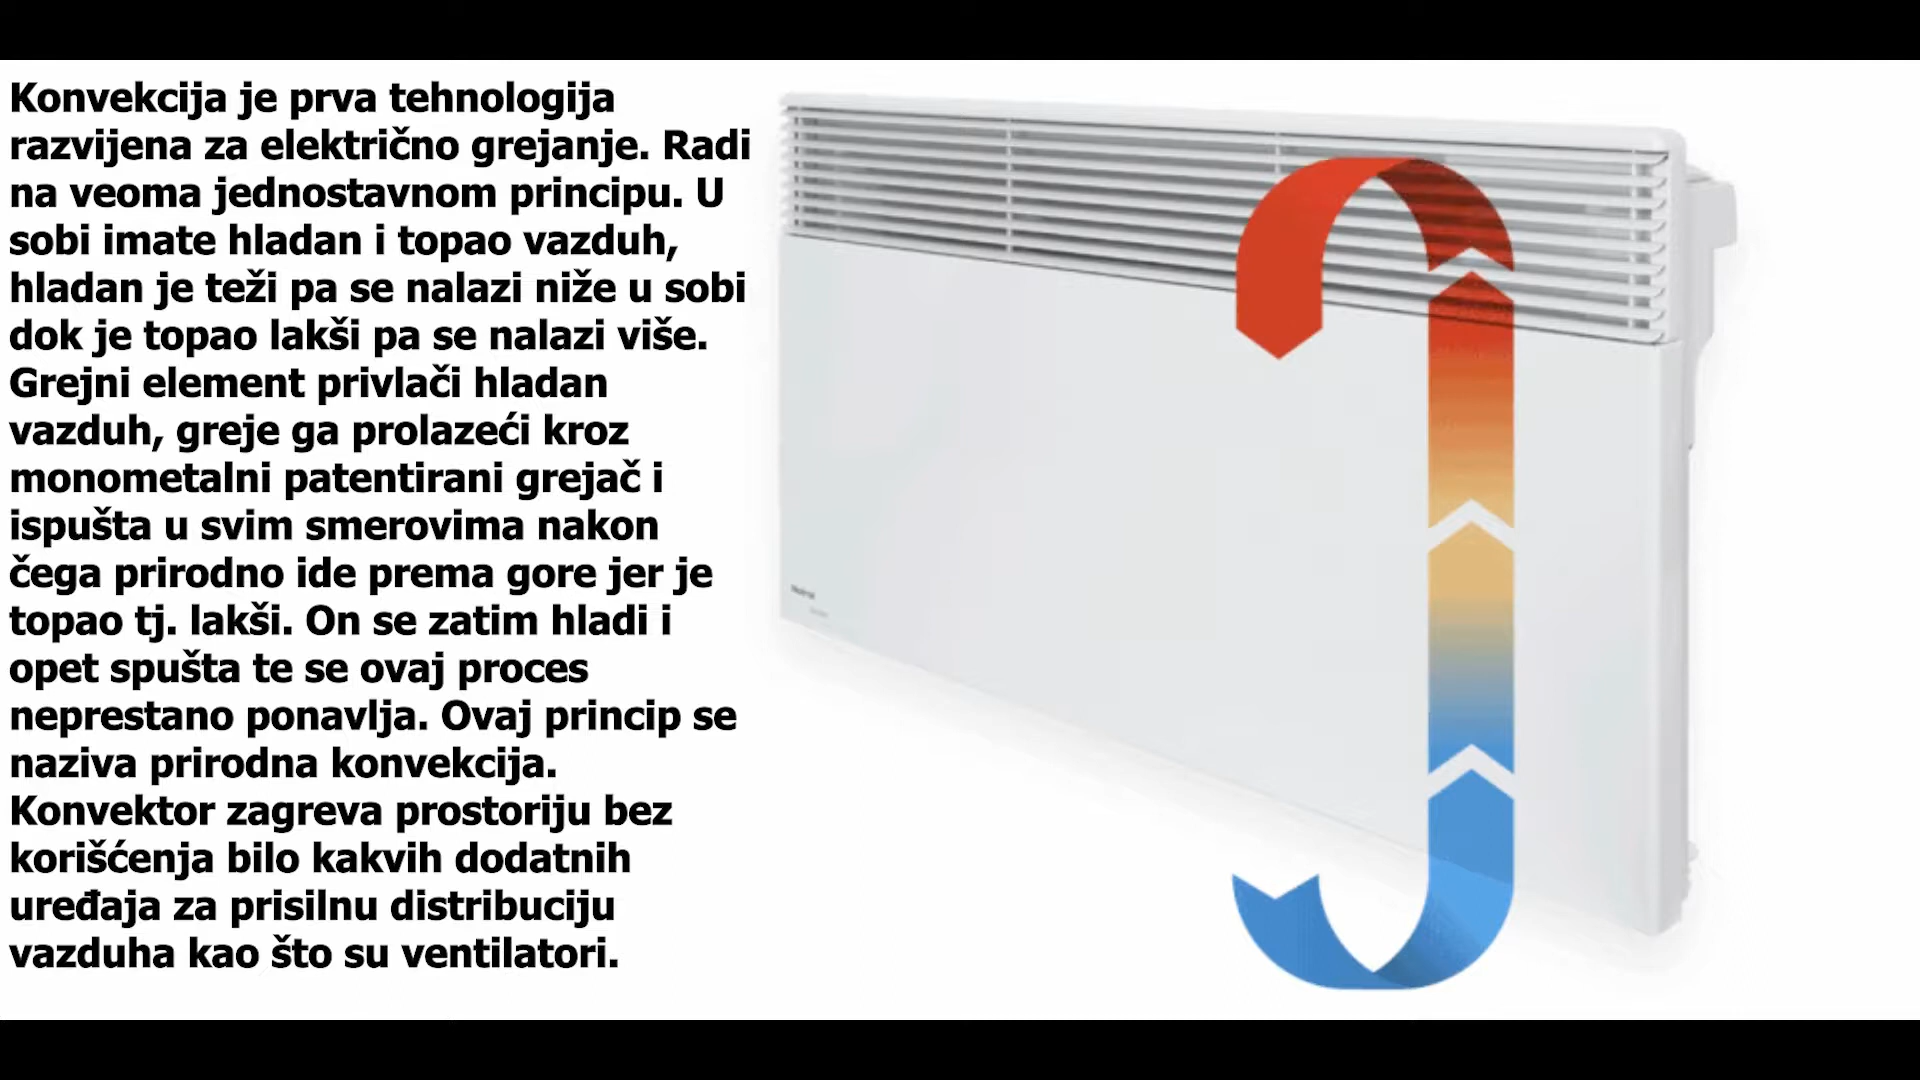 Konvekcija je prva tehnologija
razvijena za električno grejanje. Radi
na veoma jednostavnom principu. U
sobi imate hladan i topao vazduh,
hladan je teži pa se nalazi niže u sobi
dok je topao lakši pa se nalazi više.
Grejni element privlači hladan
vazduh, greje ga prolazeći kroz
monometalni patentirani grejač i
ispušta u svim smerovima nakon
čega prirodno ide prema gore jer je
topao tj. lakši. On se zatim hladi i
opet spušta te se ovaj proces
neprestano ponavlja. Ovaj princip se
naziva prirodna konvekcija.
Konvektor zagreva prostoriju bez
korišćenja bilo kakvih dodatnih
uređaja za prisilnu distribuciju
vazduha kao što su ventilatori.